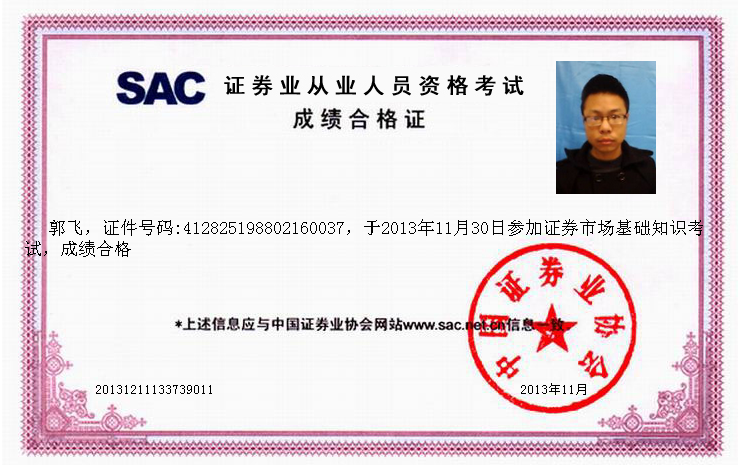 SAC 证券业从业人员资格考试
成绩合格证
郭飞，证件号码:412825198802160037，于2013年11月30日参加证券市场基础知识考
试，成绩合格
*上述信息应与中国证券业协会网站www.sac.net.cn信息一致
中国证券业协会
20131211133739011
2013年11月